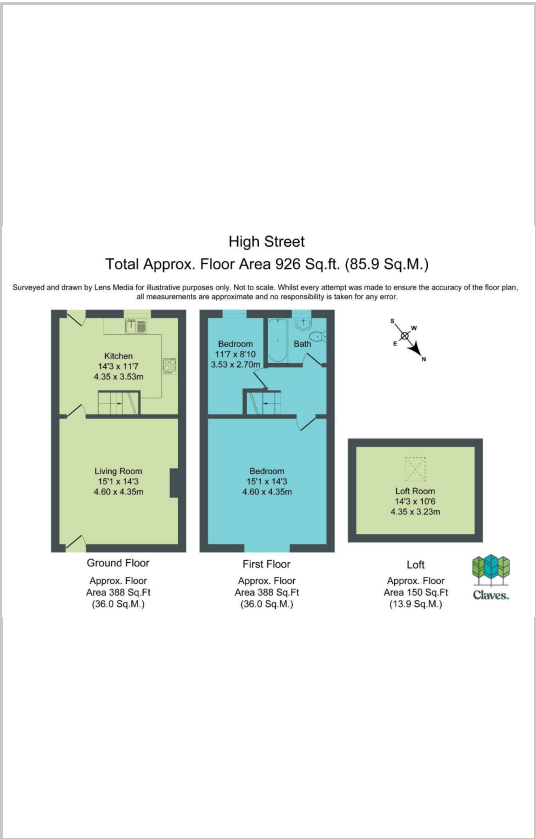 High Street
Total Approx. Floor Area 926 Sq.ft. (85.9 Sq.M.)
Surveyed and drawn by Lens Media for illustrative purposes only. Not to scale. Whilst every attempt was made to ensure the accuracy of the floor plan,
all measurements are approximate and no responsibility is taken for any error.
Kitchen
14'3 x 11'7
4.35 x 3.53m
Living Room
15'1 x 14'3
4.60 x 4.35m
Ground Floor
Approx. Floor
Area 388 Sq.Ft
(36.0 Sq.M.)
Bedroom
11'7 x 8'10
3.53 x 2.70m
Bath
Bedroom
15'1 x 14'3
4.60 x 4.35m
First Floor
Approx. Floor
Area 388 Sq.Ft
(36.0 Sq.M.)
S
W
E
N
Loft Room
14'3 x 10'6
4.35 x 3.23m
Loft
Approx. Floor
Area 150 Sq.Ft
(13.9 Sq.M.)
Claves.